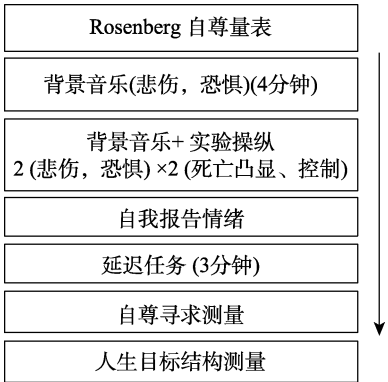 Rosenberg 自尊量表
背景音乐(悲伤，恐惧)(4分钟)
背景音乐+ 实验操纵
2 (悲伤，恐惧) ×2 (死亡凸显、控制)
自我报告情绪
延迟任务 (3分钟)
自尊寻求测量
人生目标结构测量